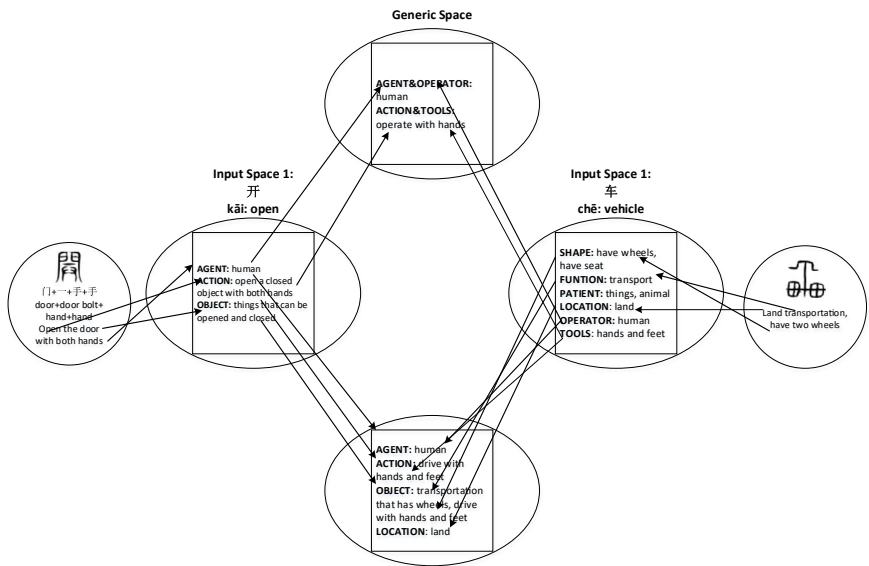 Generic Space
AGENT&OPERATOR:
human
ACTION&TOOLS:
operate with hands
Input Space 1:
开
kāi: open
Input Space 1:
车
chē: vehicle
門
门+一+手+手
door+door bolt+
hand+hand
Open the door
with both hands
AGENT: human
ACTION: open a closed
object with both hands
OBJECT: things that can be
opened and closed
SHAPE: have wheels,
have seat
FUNTION: transport
PATIENT: things, animal
LOCATION: land
OPERATOR: human
TOOLS: hands and feet
Land transportation,
have two wheels
AGENT: human
ACTION: drive with
hands and feet
OBJECT: transportation
that has wheels, drive
with hands and feet
LOCATION: land